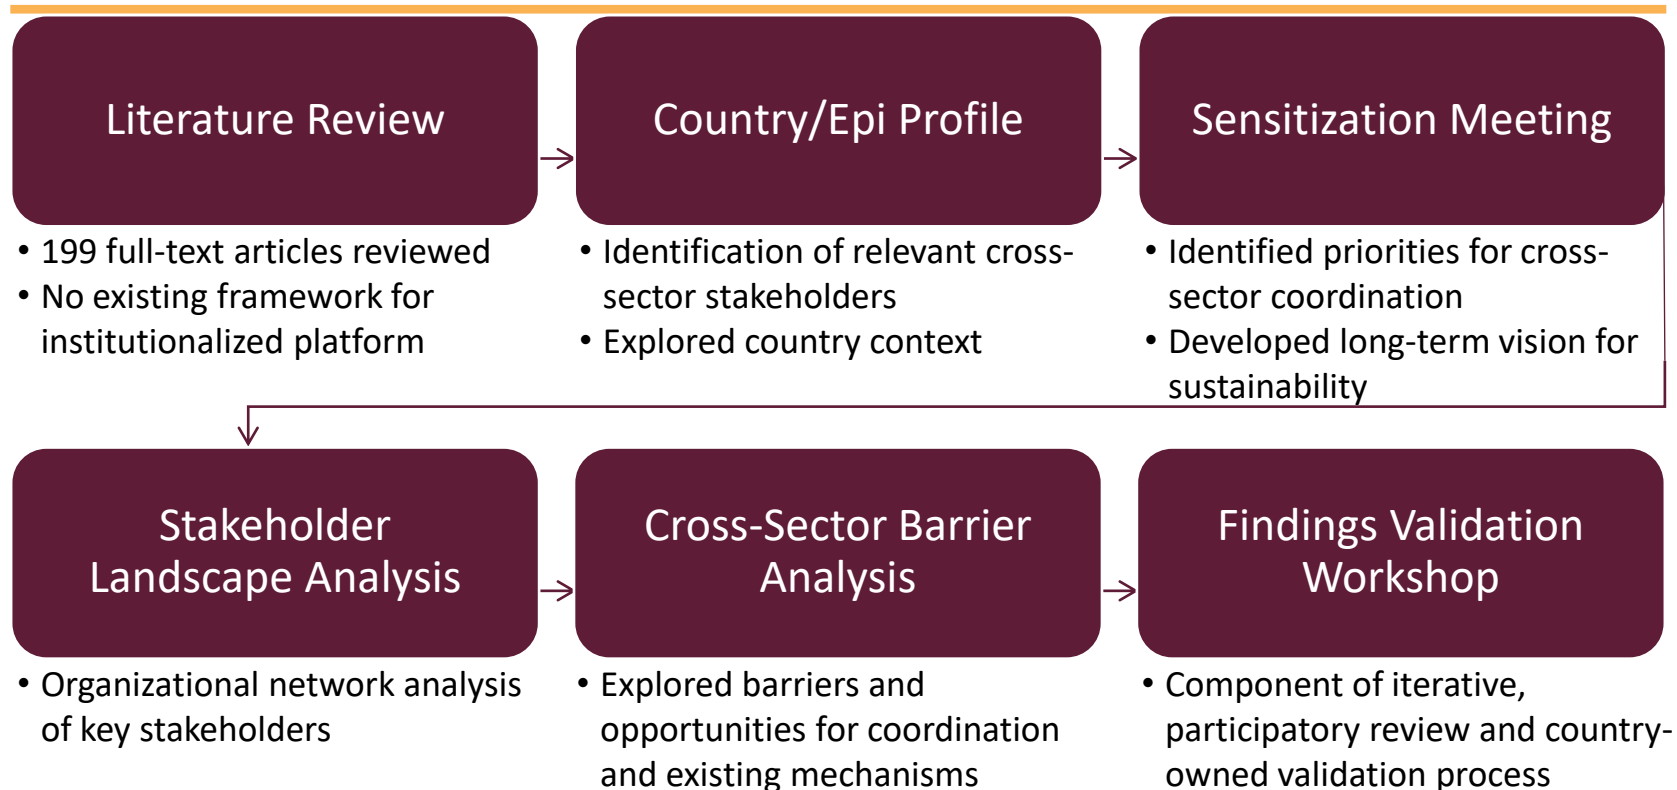 Literature Review
Country/Epi Profile
Sensitization Meeting
• 199 full-text articles reviewed
• No existing framework for
institutionalized platform
• Identification of relevant cross-
sector stakeholders
• Explored country context
• Identified priorities for cross-
sector coordination
• Developed long-term vision for
sustainability
Stakeholder
Landscape Analysis
Cross-Sector Barrier
Analysis
Findings Validation
Workshop
• Organizational network analysis
of key stakeholders
• Explored barriers and
opportunities for coordination
and existing mechanisms
• Component of iterative,
participatory review and country-
owned validation process